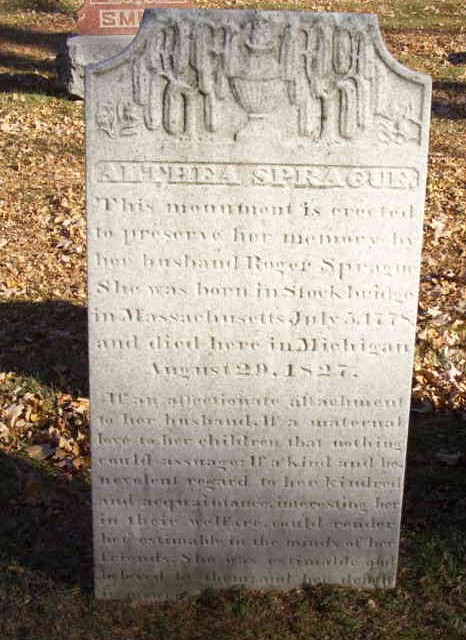 SMI
ALTHEA SPRAGUE.
This monument is erected
to preserve her memory by
her husband Roger Sprague
She was born in Stockbridge
in Massachusetts July 5, 1778
and died here in Michigan
August 29, 1827.
If an affectionate attachment
to her husband, If a maternal
love to her children that nothing
could assuage: If a kind and be
nevolent regard to her kindred
and acquaintance, interesting her
in their welfare, could render
her estimable in the minds of her
friends. She was estimable and
beloved to them: and her death